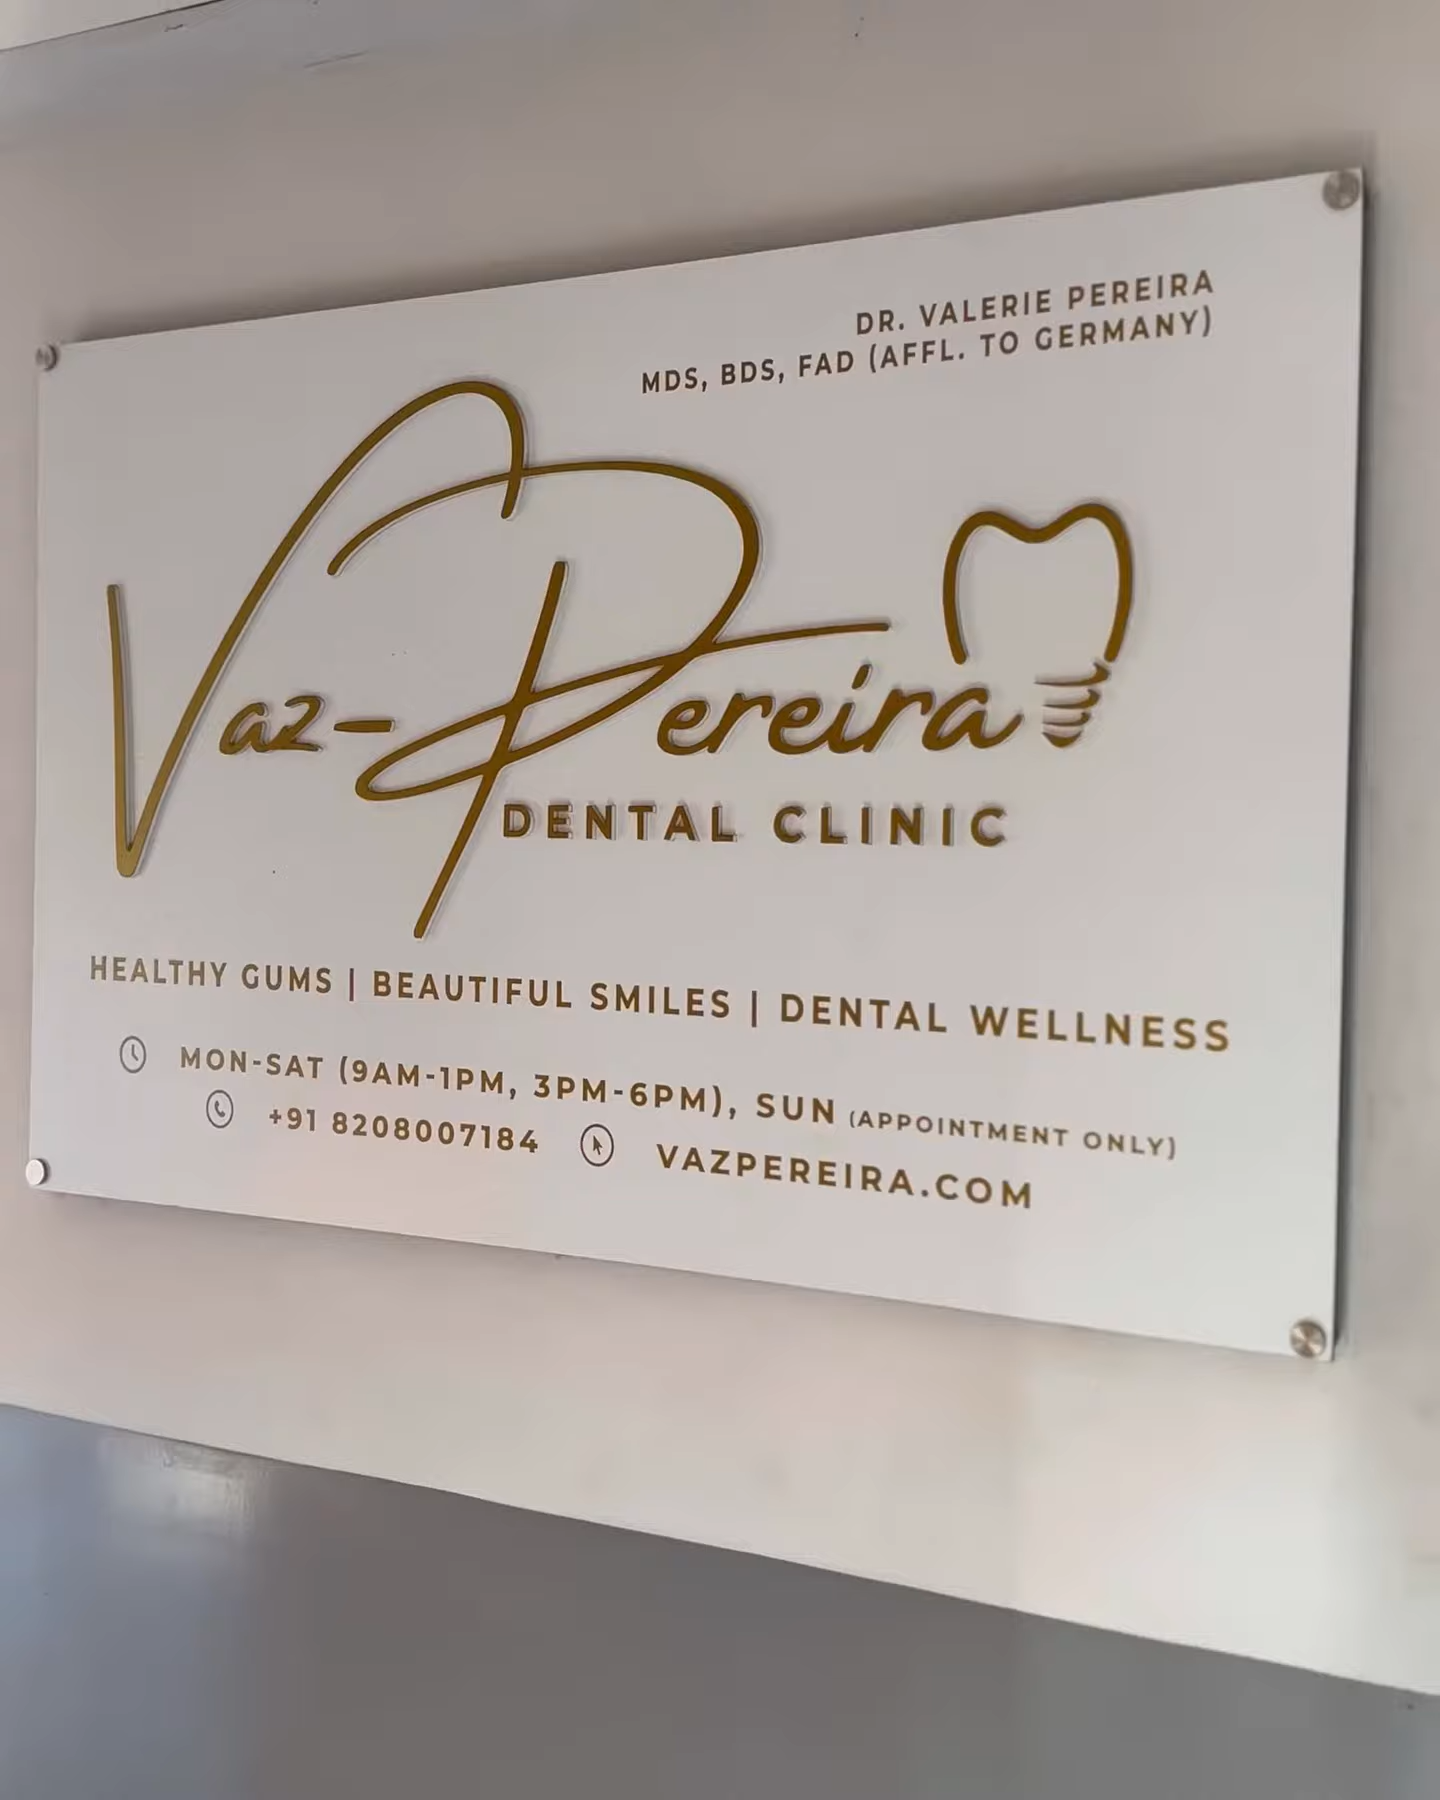 DR. VALERIE PEREIRA
MDS, BDS, FAD (AFFL. TO GERMANY)
Vaz-Pereira
DENTAL CLINIC
HEALTHY GUMS | BEAUTIFUL SMILES | DENTAL WELLNESS
MON-SAT (9AM-1PM, 3PM-6PM), SUN (APPOINTMENT ONLY)
+91 8208007184 VAZPEREIRA.COM